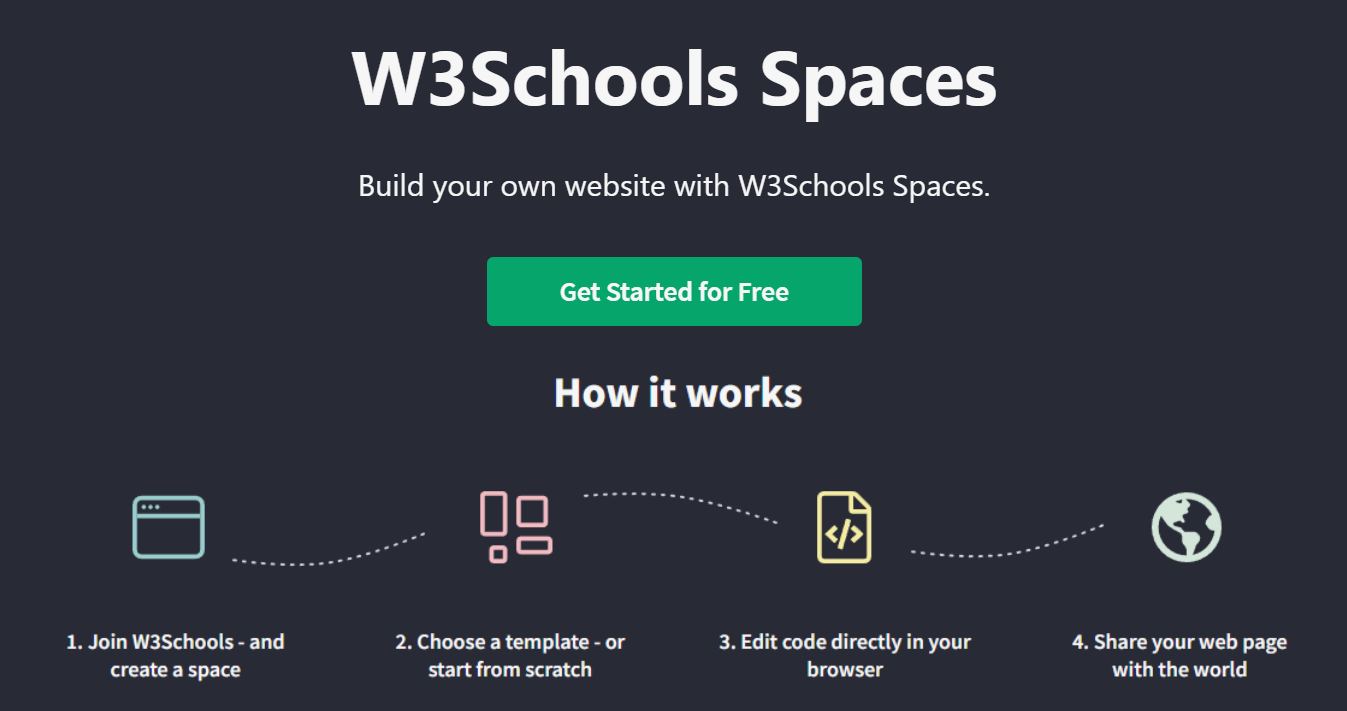 W3Schools Spaces
Build your own website with W3Schools Spaces.
Get Started for Free
How it works
1. Join W3Schools - and
create a space
2. Choose a template - or
start from scratch
3. Edit code directly in your
browser
4. Share your web page
with the world